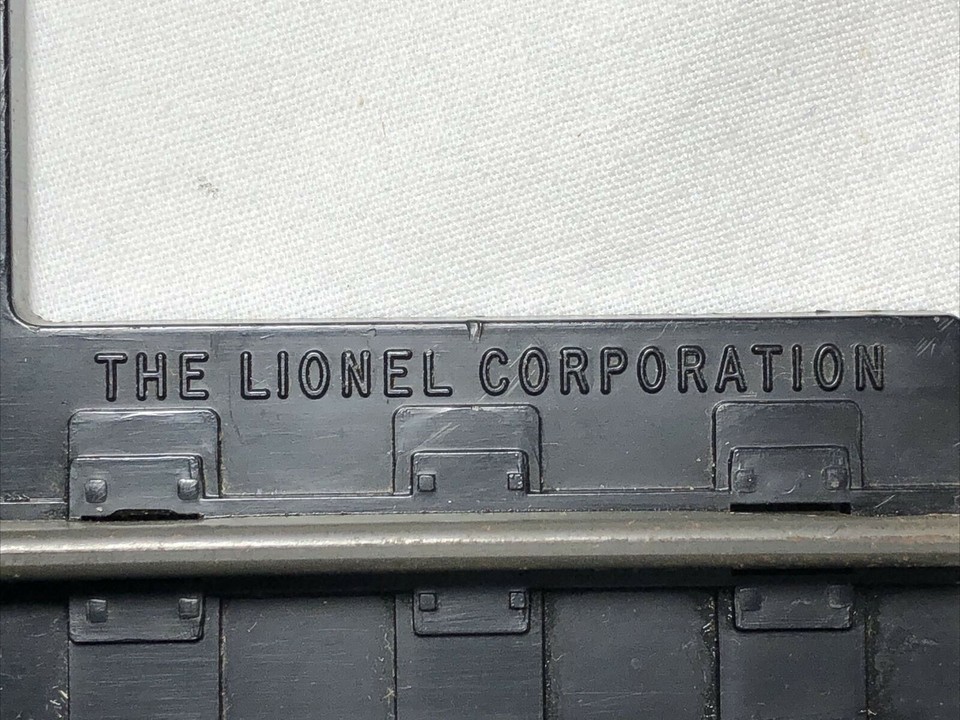 THE LIONEL CORPORATION